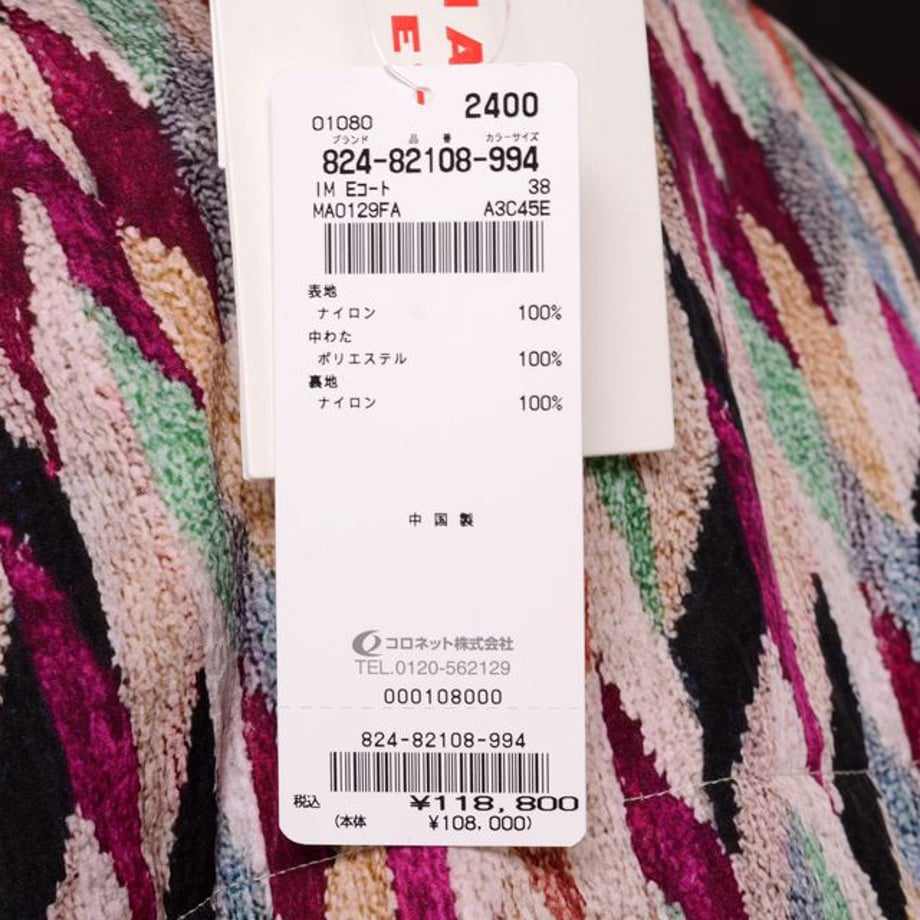 MA
E
2400
01080
ブランド 品 番 カラーサイズ
824-82108-994
IM Eコート 38
MA0129FA A3C45E
表地
ナイロン 100%
中わた
ポリエステル 100%
裏地
ナイロン 100%
中国製
コロネット株式会社
TEL.0120-562129
000108000
824-82108-994
税込 ¥118,800
(本体 ¥108,000)